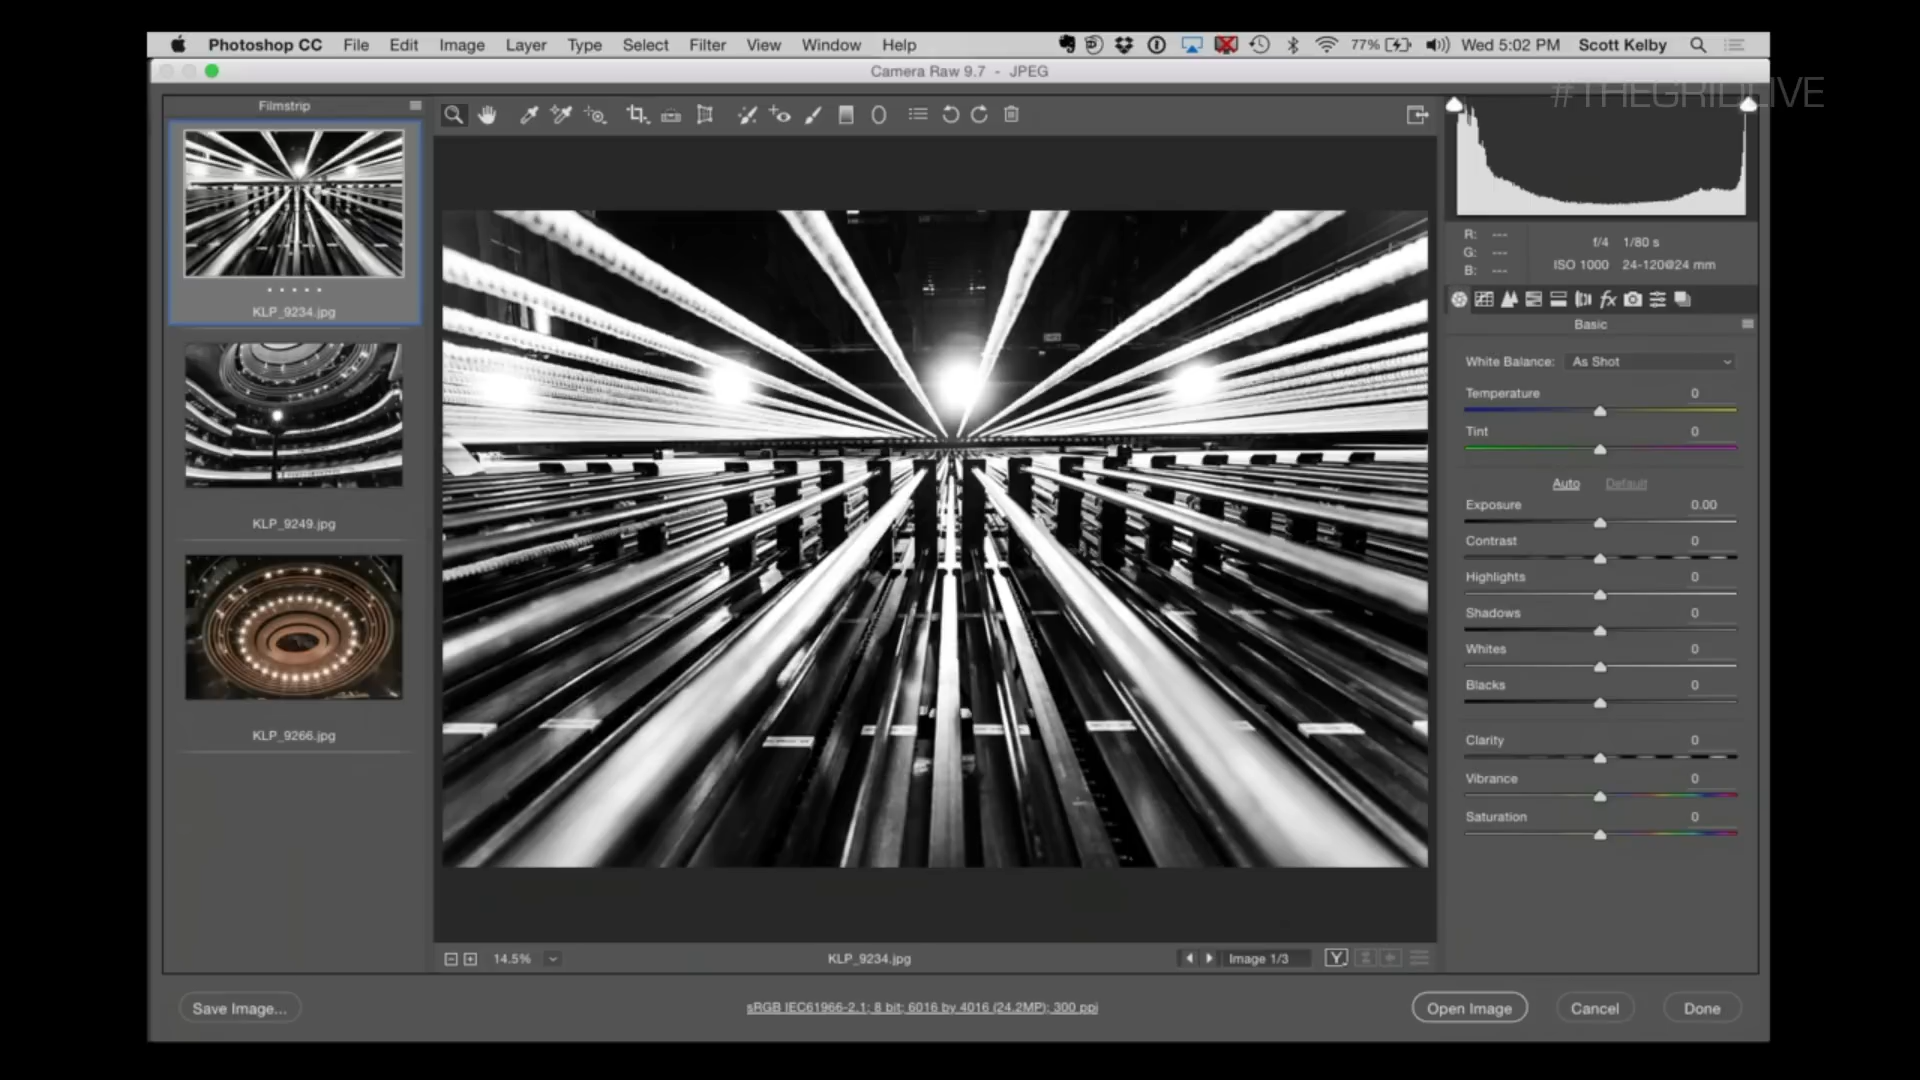 Photoshop CC File Edit Image Layer Type Select Filter View Window Help 77% Wed 5:02 PM Scott Kelby
Camera Raw 9.7 - JPEG
#THEGRIDLIVE
Filmstrip
KLP_9234.jpg
KLP_9249.jpg
KLP_9266.jpg
R: ---
G: ---
B: ---
f/4 1/80 s
ISO 1000 24-120@24 mm
fx
Basic
White Balance: As Shot
Temperature 0
Tint 0
Auto Default
Exposure 0.00
Contrast 0
Highlights 0
Shadows 0
Whites 0
Blacks 0
Clarity 0
Vibrance 0
Saturation 0
14.5% KLP_9234.jpg Image 1/3 Y
Save Image... sRGB IEC61966-2.1; 8 bit; 6016 by 4016 (24.2MP); 300 ppi Open Image Cancel Done